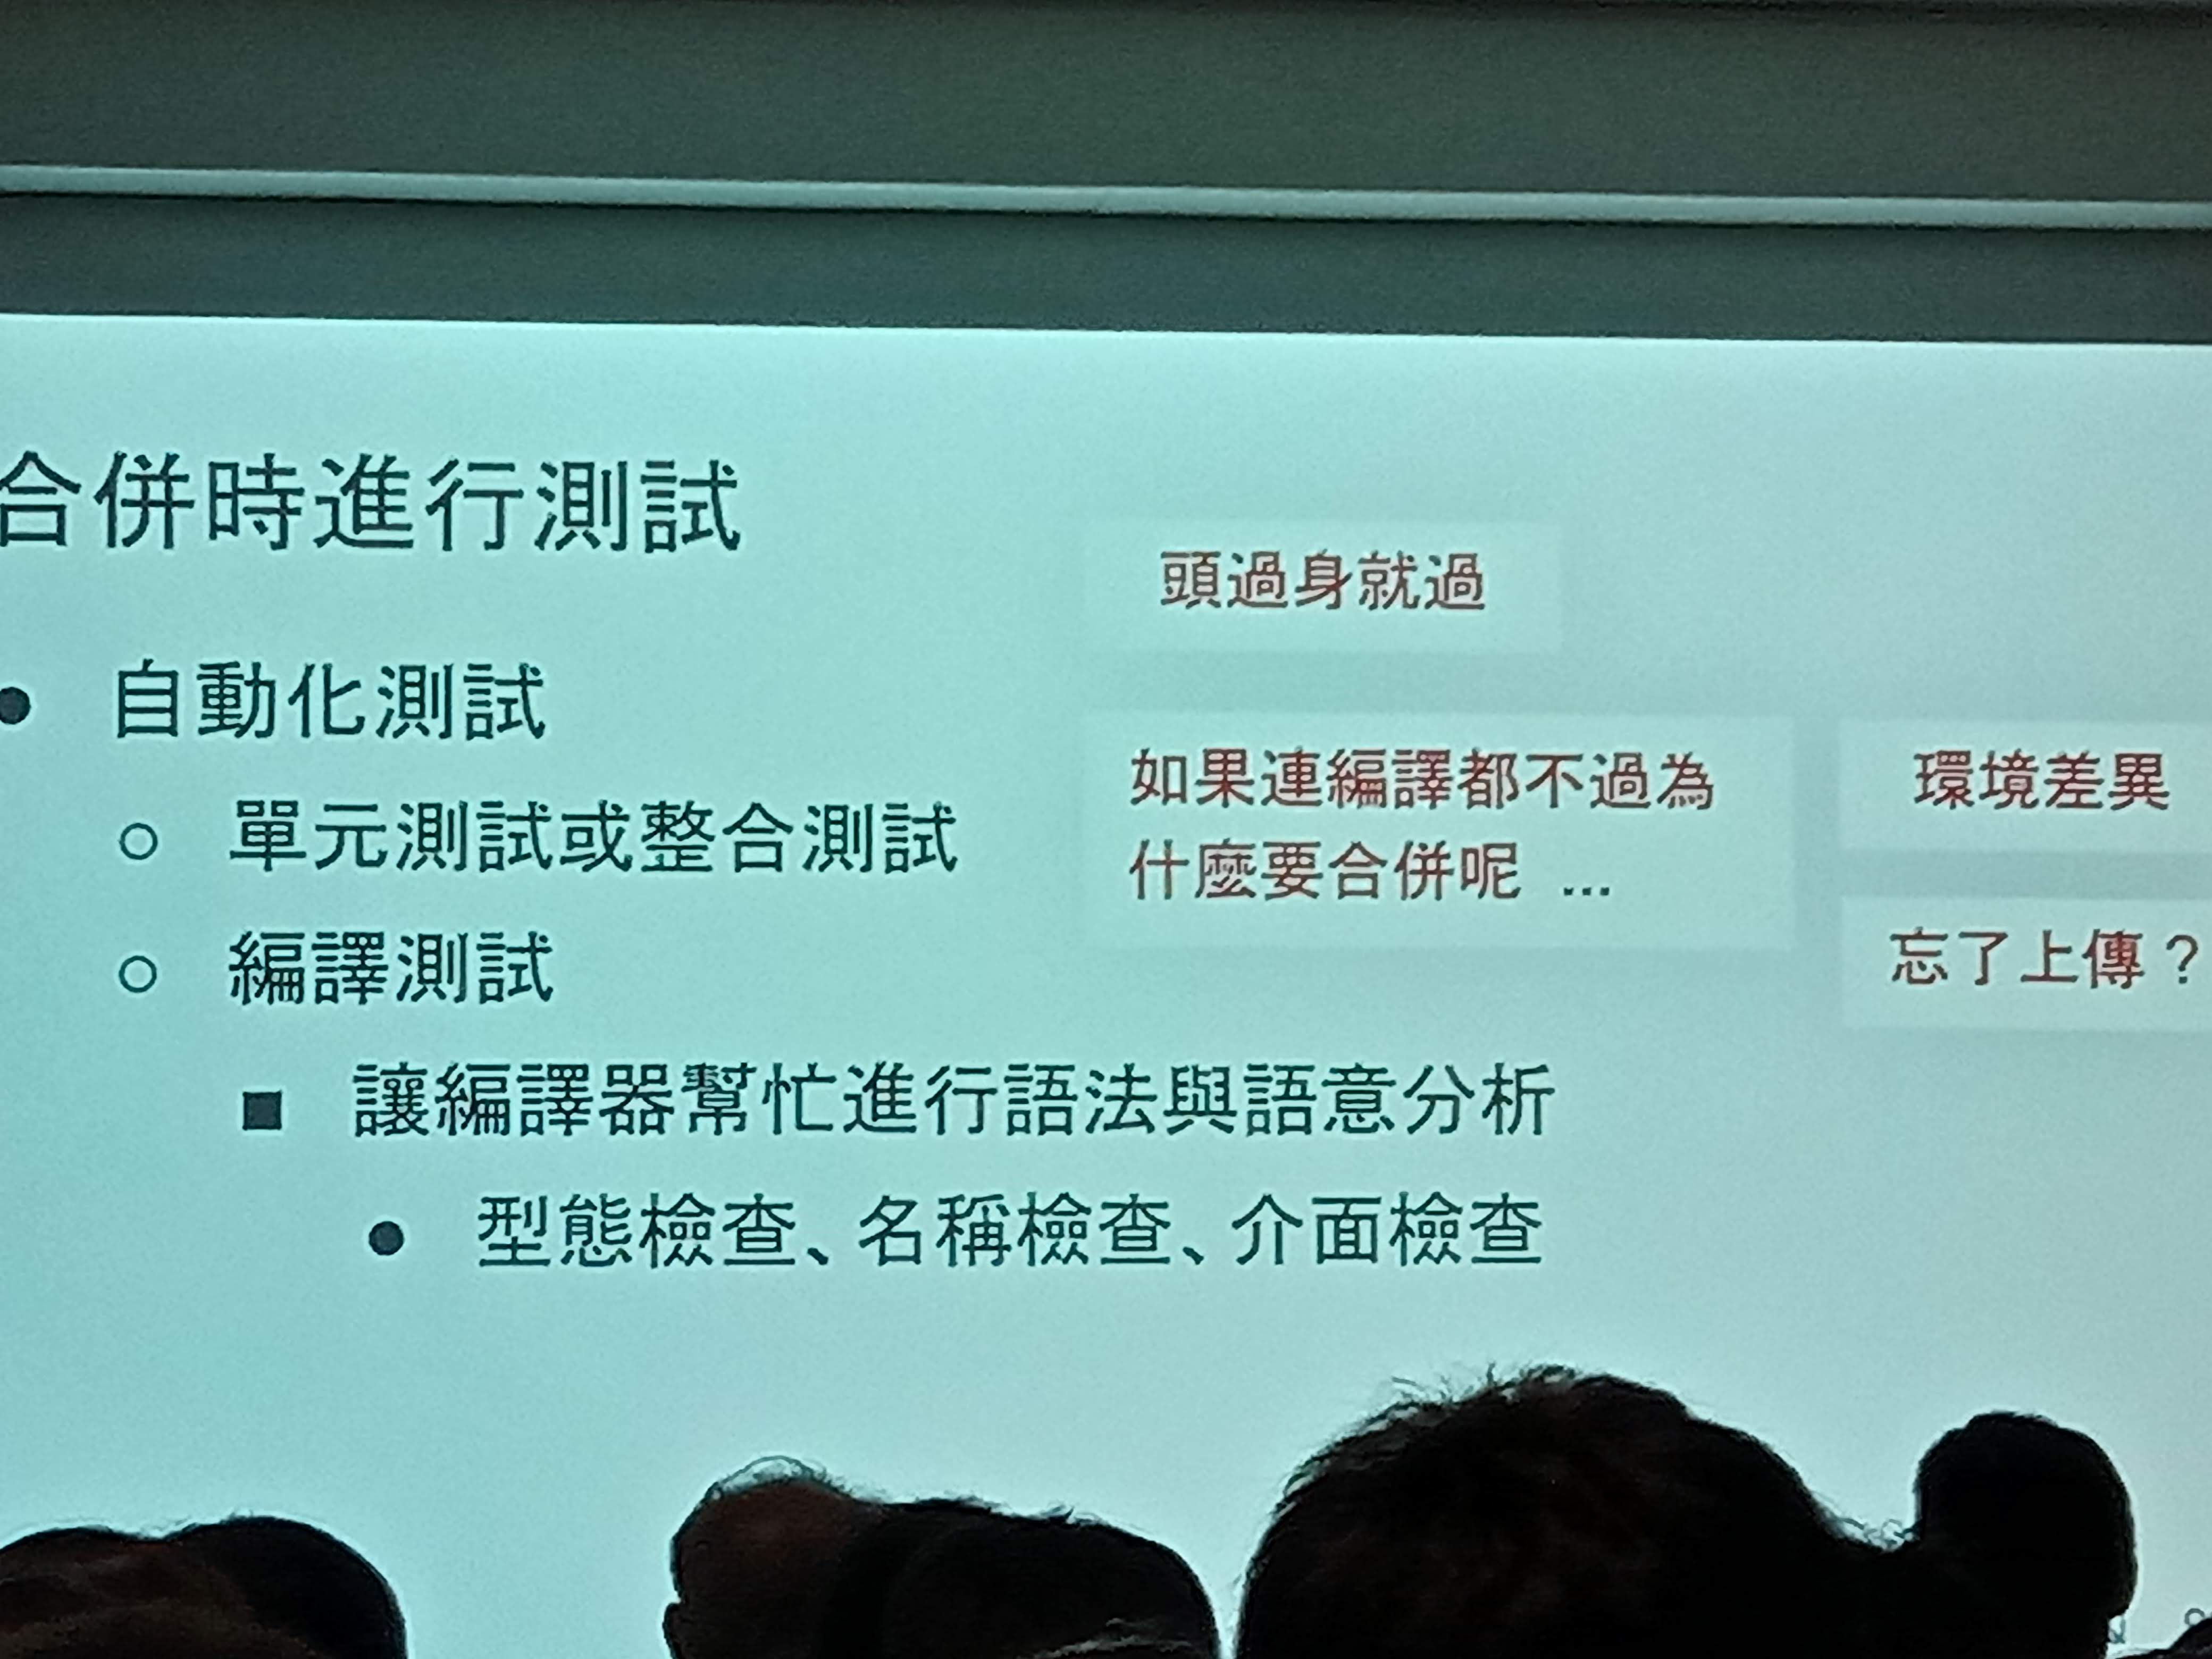 合併時進行測試
頭過身就過
自動化測試
如果連編譯都不過為
什麼要合併呢 ...
環境差異
忘了上傳？
單元測試或整合測試
編譯測試
讓編譯器幫忙進行語法與語意分析
型態檢查、名稱檢查、介面檢查